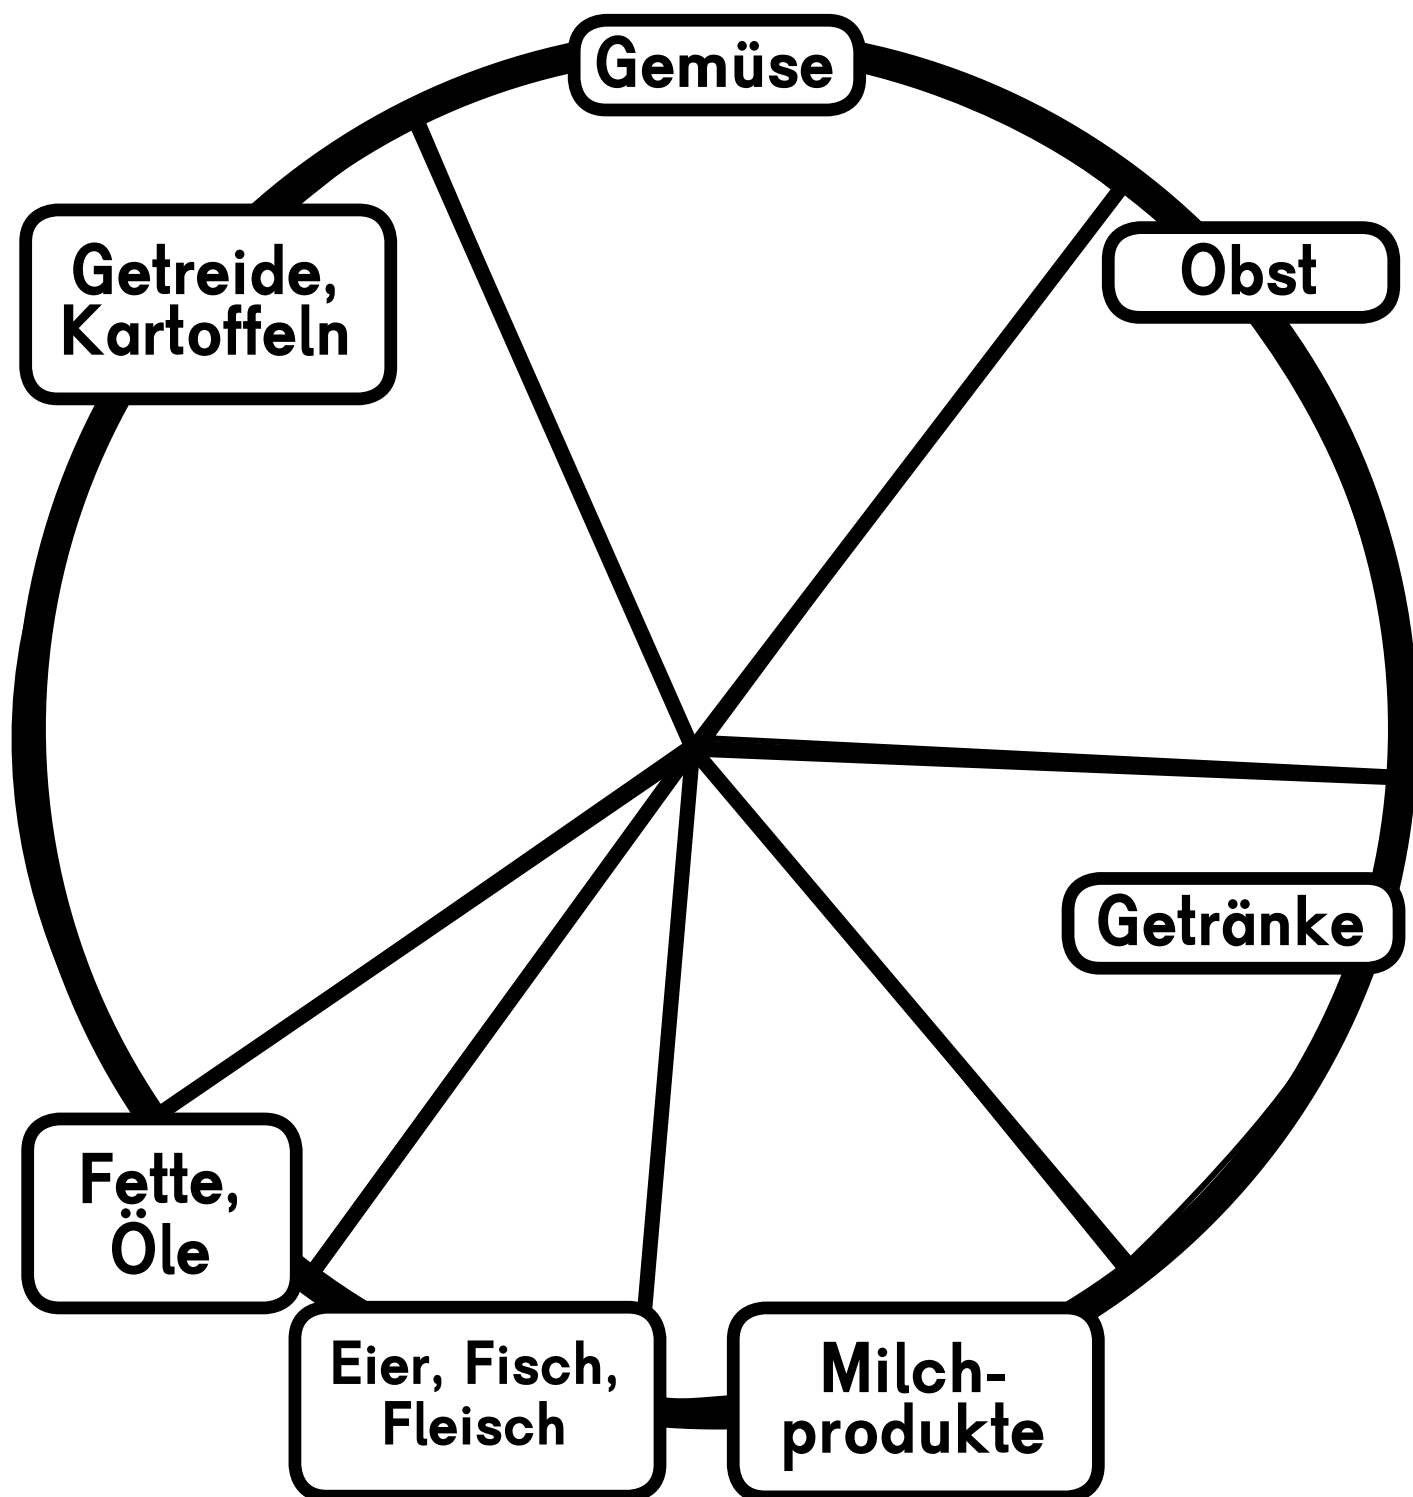 Gemüse
Obst
Getreide,
Kartoffeln
Getränke
Fette,
Öle
Eier, Fisch,
Fleisch
Milch-
produkte